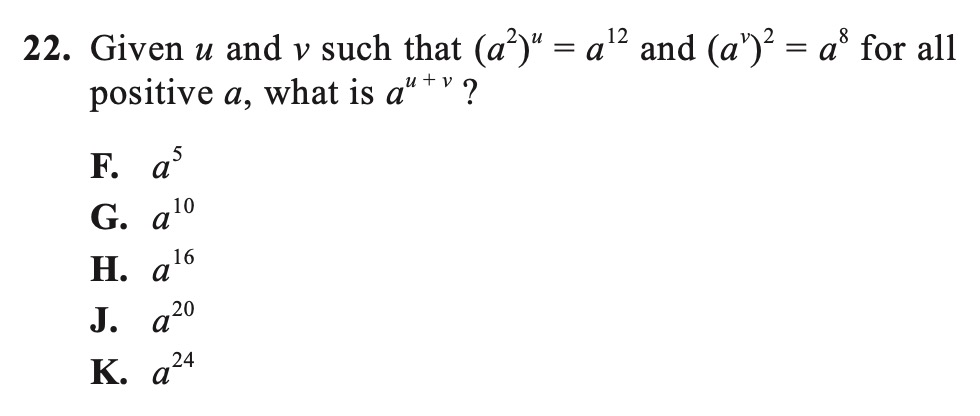 22. Given u and v such that (a²)ᵘ = a¹² and (aᵛ)² = a⁸ for all
positive a, what is aᵘ⁺ᵛ ?
F. a⁵
G. a¹⁰
H. a¹⁶
J. a²⁰
K. a²⁴